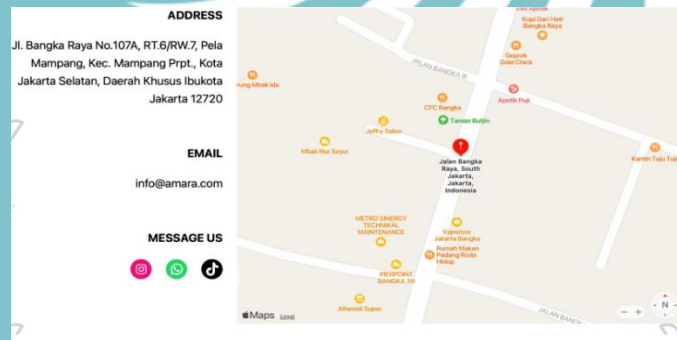 ADDRESS
Jl. Bangka Raya No.107A, RT.6/RW.7, Pela
Mampang, Kec. Mampang Prpt., Kota
Jakarta Selatan, Daerah Khusus Ibukota
Jakarta 12720
EMAIL
info@amara.com
MESSAGE US
Kopi Dari Hati
Bangka Raya
Geprek
Gold Chick
JALAN BANGKA III
rung Mbak Ida
Apotik Puji
CFC Bangka
Taman Butjin
Jeffry Salon
Mbak Nur Sayur
Kantin Tuju Tuju
Jalan Bangka
Raya, South
Jakarta,
Jakarta,
Indonesia
METRO SINERGY
TECHNIKAL
MAINTENANCE
Vaporizer
Jakarta Bangka
Rumah Makan
Padang Roda
Hidup
PIERPOINT
BANGKA 3B
Alfamidi Super
Maps Legal
N